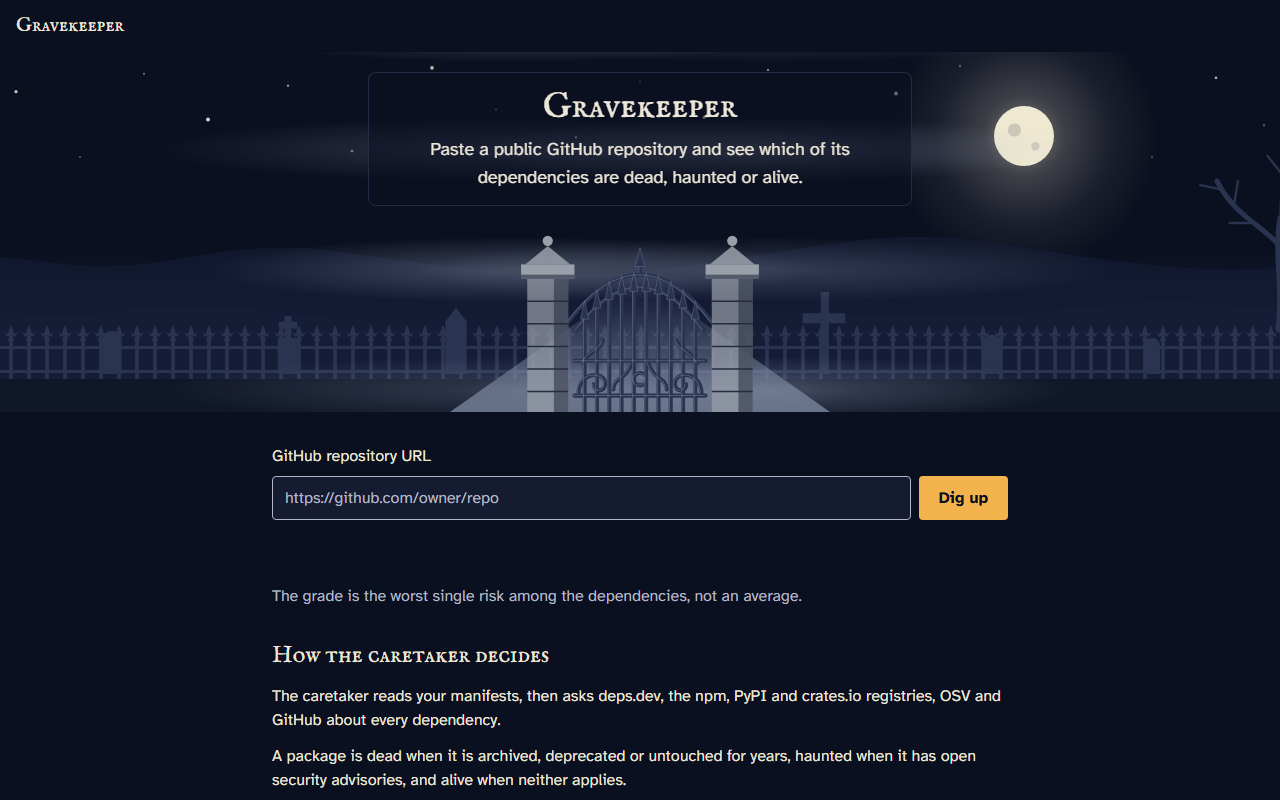 Gravekeeper
Gravekeeper
Paste a public GitHub repository and see which of its
dependencies are dead, haunted or alive.
GitHub repository URL
https://github.com/owner/repo
Dig up
The grade is the worst single risk among the dependencies, not an average.
How the caretaker decides
The caretaker reads your manifests, then asks deps.dev, the npm, PyPI and crates.io registries, OSV and
GitHub about every dependency.
A package is dead when it is archived, deprecated or untouched for years, haunted when it has open
security advisories, and alive when neither applies.